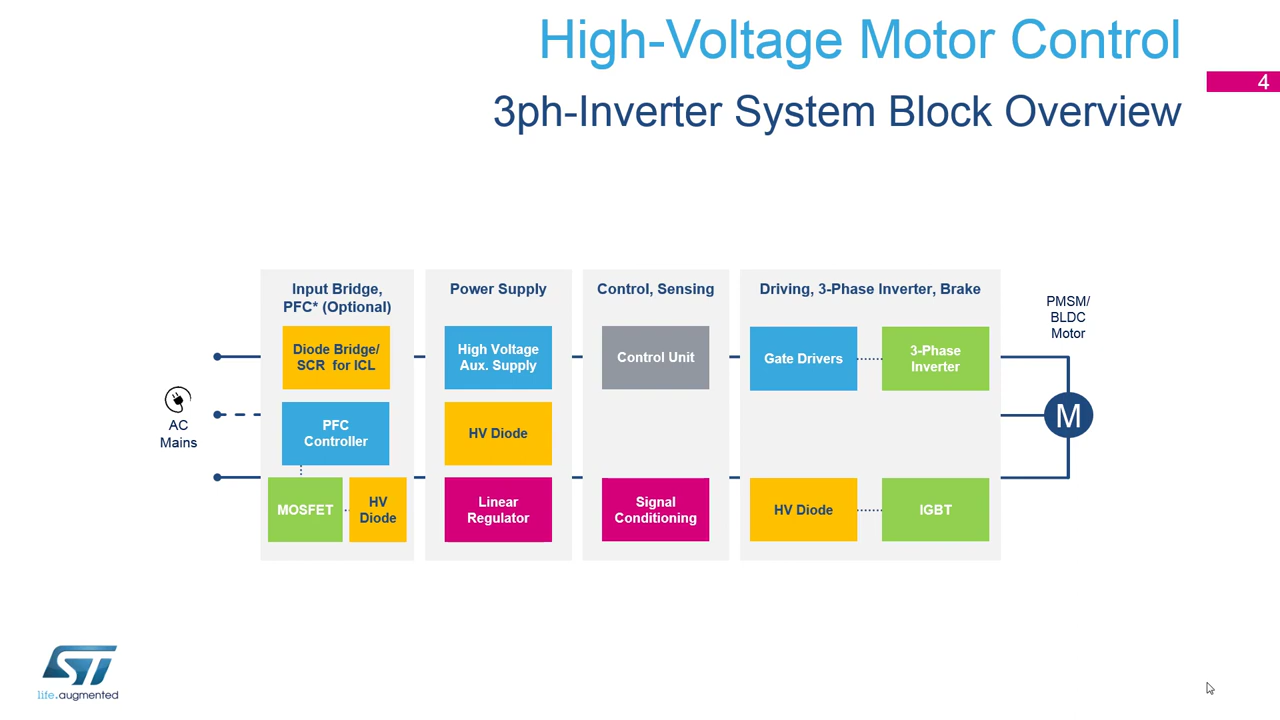 High-Voltage Motor Control
4
3ph-Inverter System Block Overview
Input Bridge,
PFC* (Optional)
Diode Bridge/
SCR for ICL
PFC
Controller
MOSFET
HV
Diode
Power Supply
High Voltage
Aux. Supply
HV Diode
Linear
Regulator
Control, Sensing
Control Unit
Signal
Conditioning
Driving, 3-Phase Inverter, Brake
Gate Drivers
3-Phase
Inverter
HV Diode
IGBT
PMSM/
BLDC
Motor
M
AC
Mains
ST
life.augmented